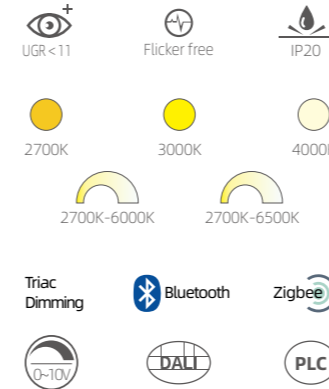 UGR<11 Flicker free IP20
2700K 3000K 4000K
2700K-6000K 2700K-6500K
Triac
Dimming
Bluetooth Zigbee
0~10V DALI PLC